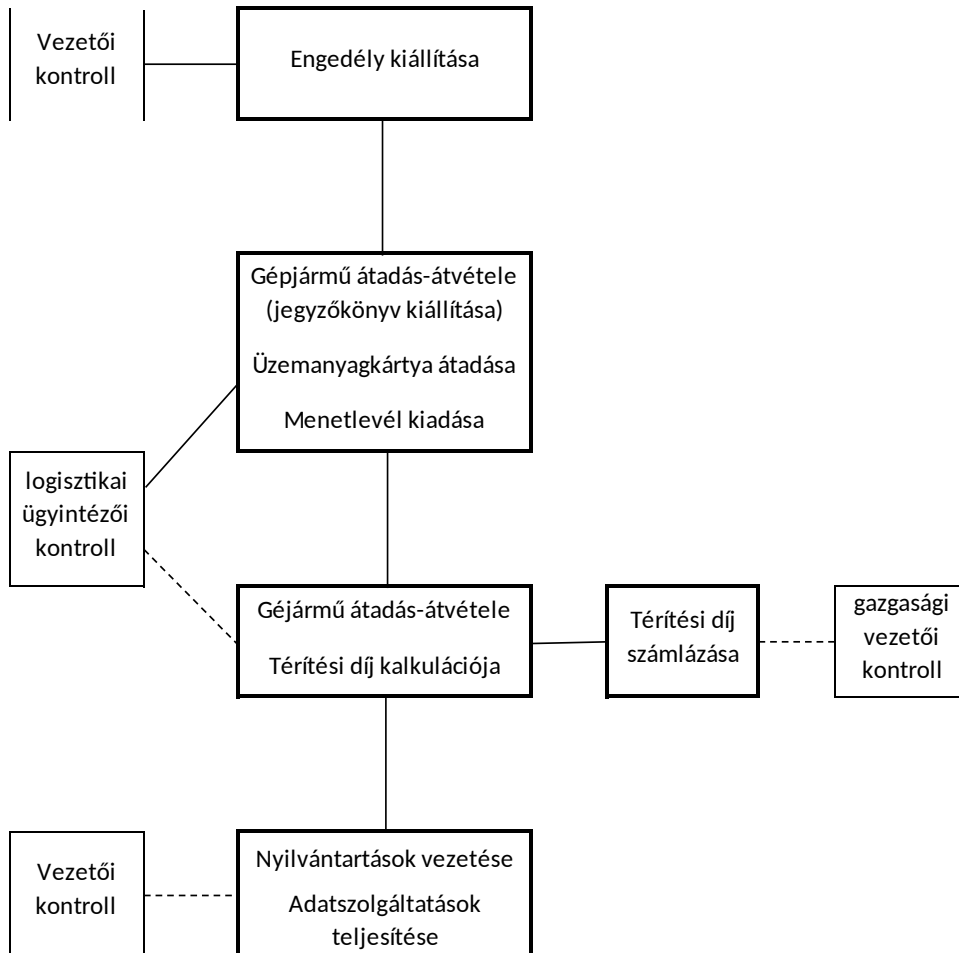 Vezetői
kontroll
Engedély kiállítása
Gépjármű átadás-átvétele
(jegyzőkönyv kiállítása)
Üzemanyagkártya átadása
Menetlevél kiadása
logisztikai
ügyintézői
kontroll
Géjármű átadás-átvétele
Térítési díj kalkulációja
Térítési díj
számlázása
gazgasági
vezetői
kontroll
Vezetői
kontroll
Nyilvántartások vezetése
Adatszolgáltatások
teljesítése